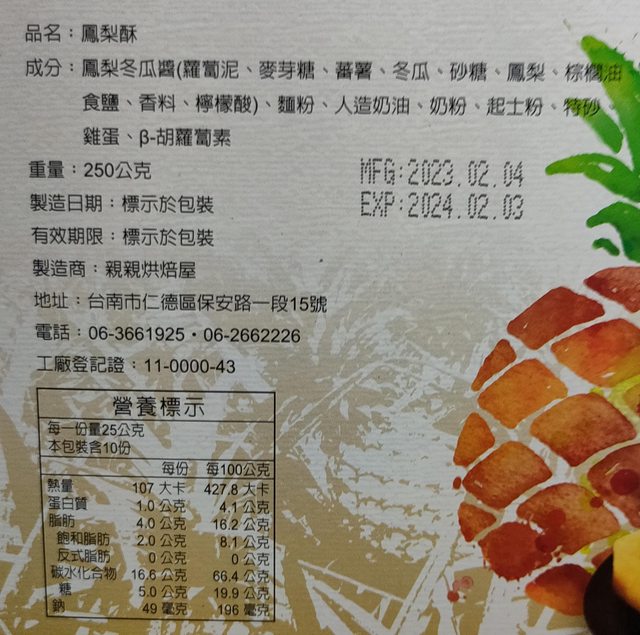 品名：鳳梨酥
成分：鳳梨冬瓜醬(蘿蔔泥、麥芽糖、蕃薯、冬瓜、砂糖、鳳梨、棕櫚油
食鹽、香料、檸檬酸)、麵粉、人造奶油、奶粉、起士粉、特砂、
雞蛋、β-胡蘿蔔素
重量：250公克
MFG:2023.02.04
製造日期：標示於包裝
EXP:2024.02.03
有效期限：標示於包裝
製造商：親親烘焙屋
地址：台南市仁德區保安路一段15號
電話：06-3661925・06-2662226
工廠登記證：11-0000-43
營養標示
每一份量25公克
本包裝含10份
每份 每100公克
熱量 107 大卡 427.8 大卡
蛋白質 1.0 公克 4.1 公克
脂肪 4.0 公克 16.2 公克
飽和脂肪 2.0 公克 8.1 公克
反式脂肪 0 公克 0 公克
碳水化合物 16.6 公克 66.4 公克
糖 5.0 公克 19.9 公克
鈉 49 毫克 196 毫克